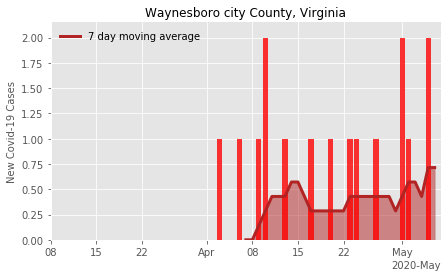 Waynesboro city County, Virginia
7 day moving average
New Covid-19 Cases
2.00
1.75
1.50
1.25
1.00
0.75
0.50
0.25
0.00
08 15 22 Apr 08 15 22 May
2020-May